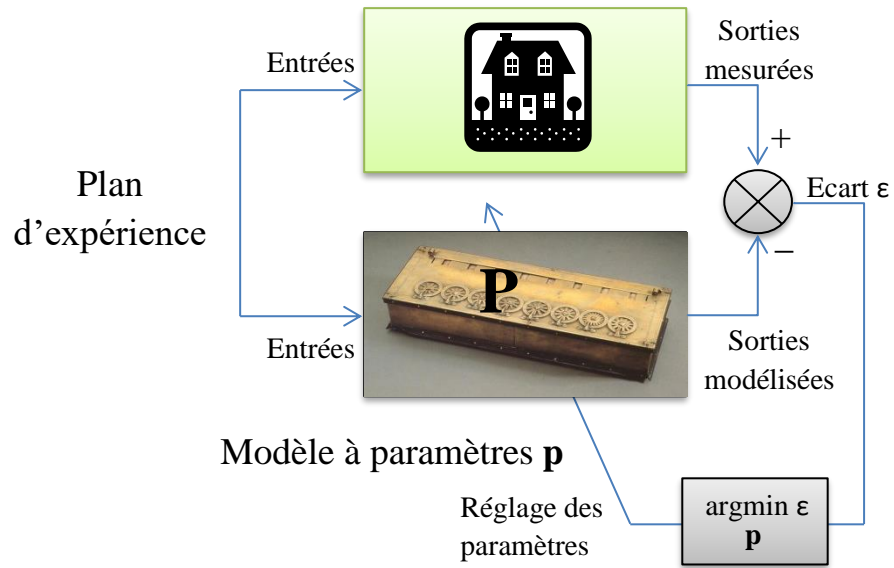 Entrées
Sorties
mesurées
+
Plan
d’expérience
Ecart ε
−
P
Entrées
Sorties
modélisées
Modèle à paramètres p
Réglage des
paramètres
argmin ε
p